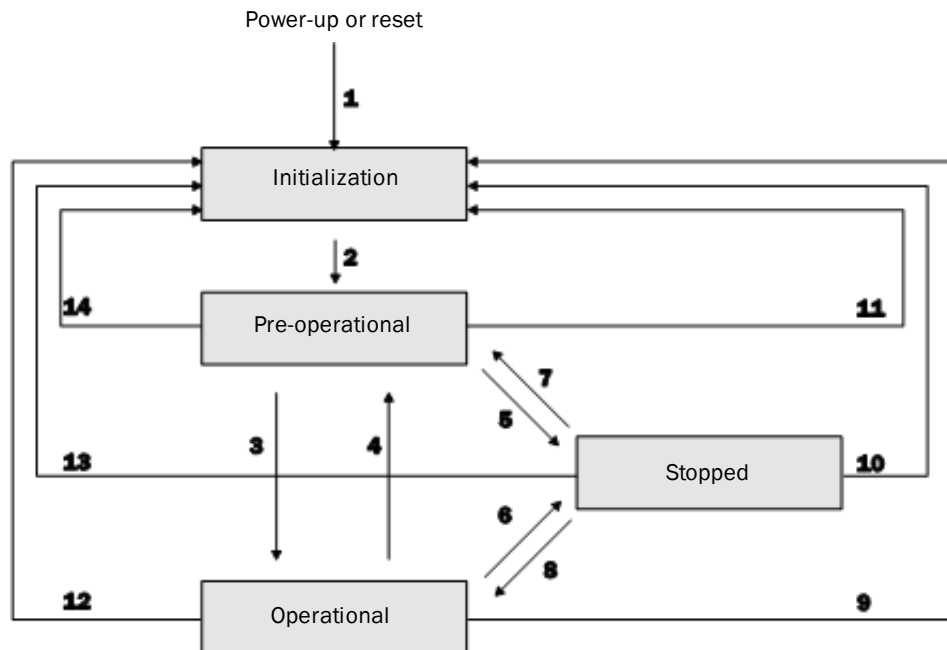 Power-up or reset
1
Initialization
2
14
Pre-operational
11
7
5
3
4
13
Stopped
10
6
8
12
Operational
9